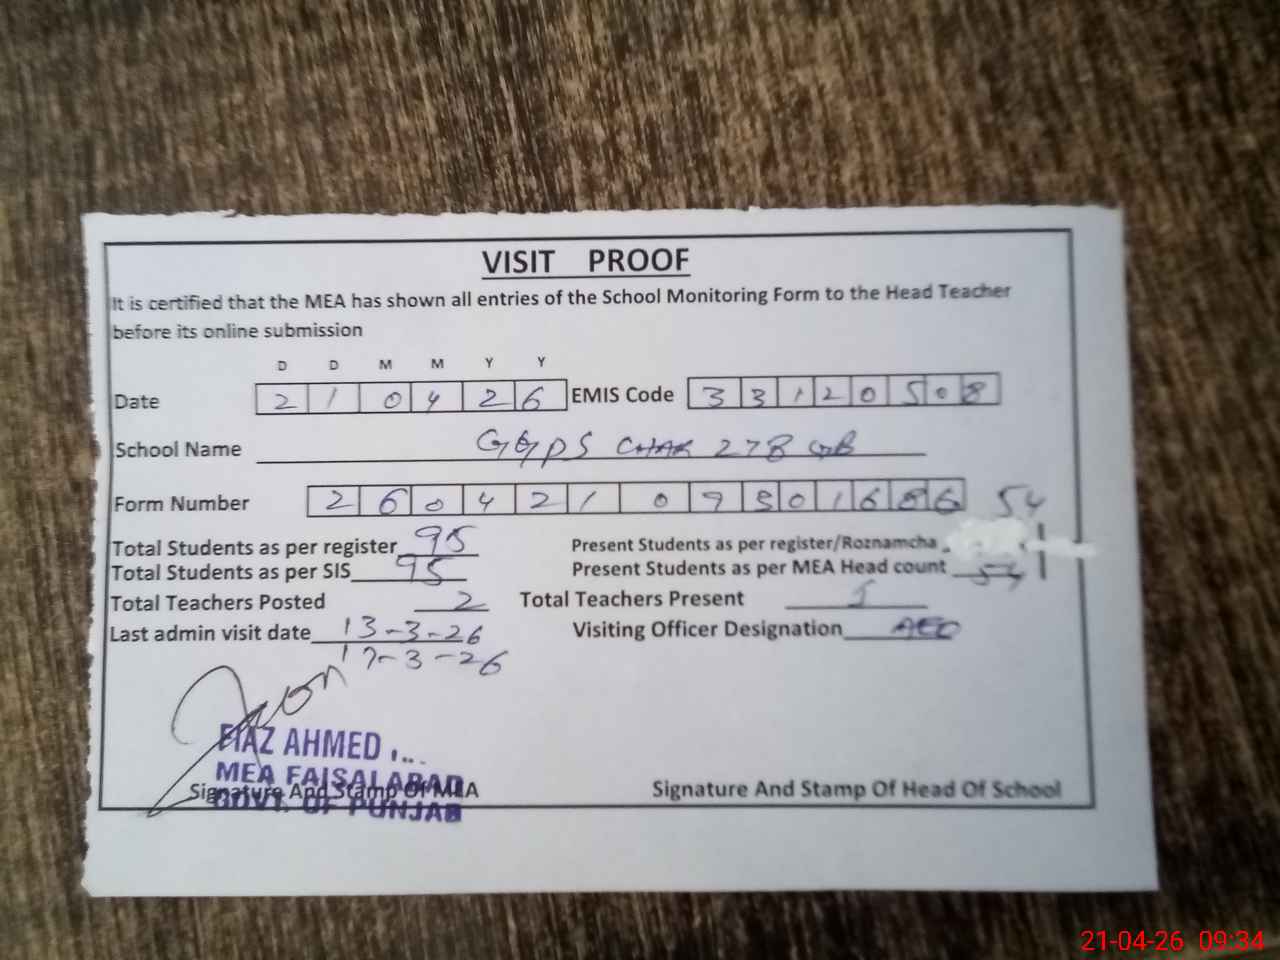 VISIT PROOF
It is certified that the MEA has shown all entries of the School Monitoring Form to the Head Teacher
before its online submission
D D M M Y Y
Date 2 1 0 4 2 6 EMIS Code 3 3 1 2 0 5 0 8
School Name GGPS CHAK 278 GB
Form Number 2 6 0 4 2 1 0 9 3 0 1 6 8 6 54
Total Students as per register 95 Present Students as per register/Roznamcha
Total Students as per SIS 95 Present Students as per MEA Head count 54
Total Teachers Posted 2 Total Teachers Present
Last admin visit date 13-3-26 Visiting Officer Designation AEO
17-3-26
AHMED
MEA FAISALABAD
Signature And Stamp Of MEA Signature And Stamp Of Head Of School
GOVT. OF PUNJAB
21-04-26 09:34